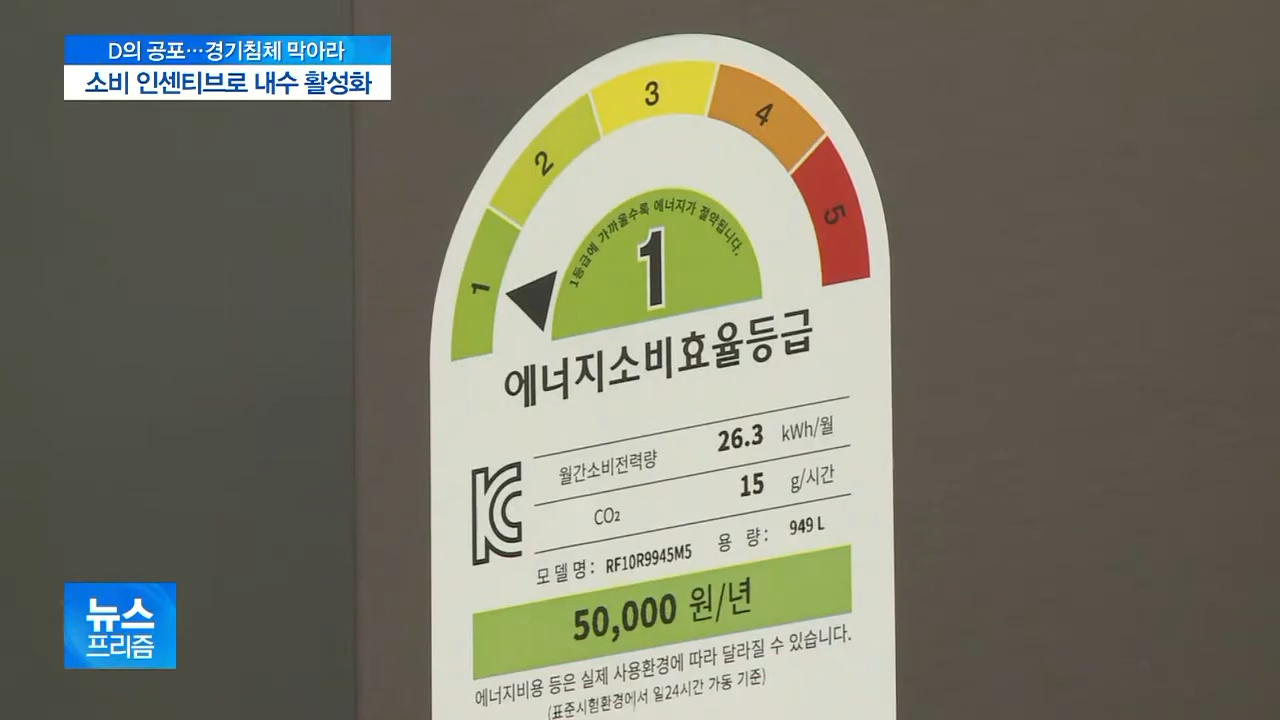 D의 공포…경기침체 막아라
소비 인센티브로 내수 활성화
1 2 3 4 5
1등급에 가까울수록 에너지가 절약됩니다.
1
에너지소비효율등급
월간소비전력량 26.3 kWh/월
CO₂ 15 g/시간
모델명: RF10R9945M5 용 량: 949 L
50,000 원/년
에너지비용 등은 실제 사용환경에 따라 달라질 수 있습니다.
(표준시험환경에서 일24시간 가동 기준)
뉴스
프리즘